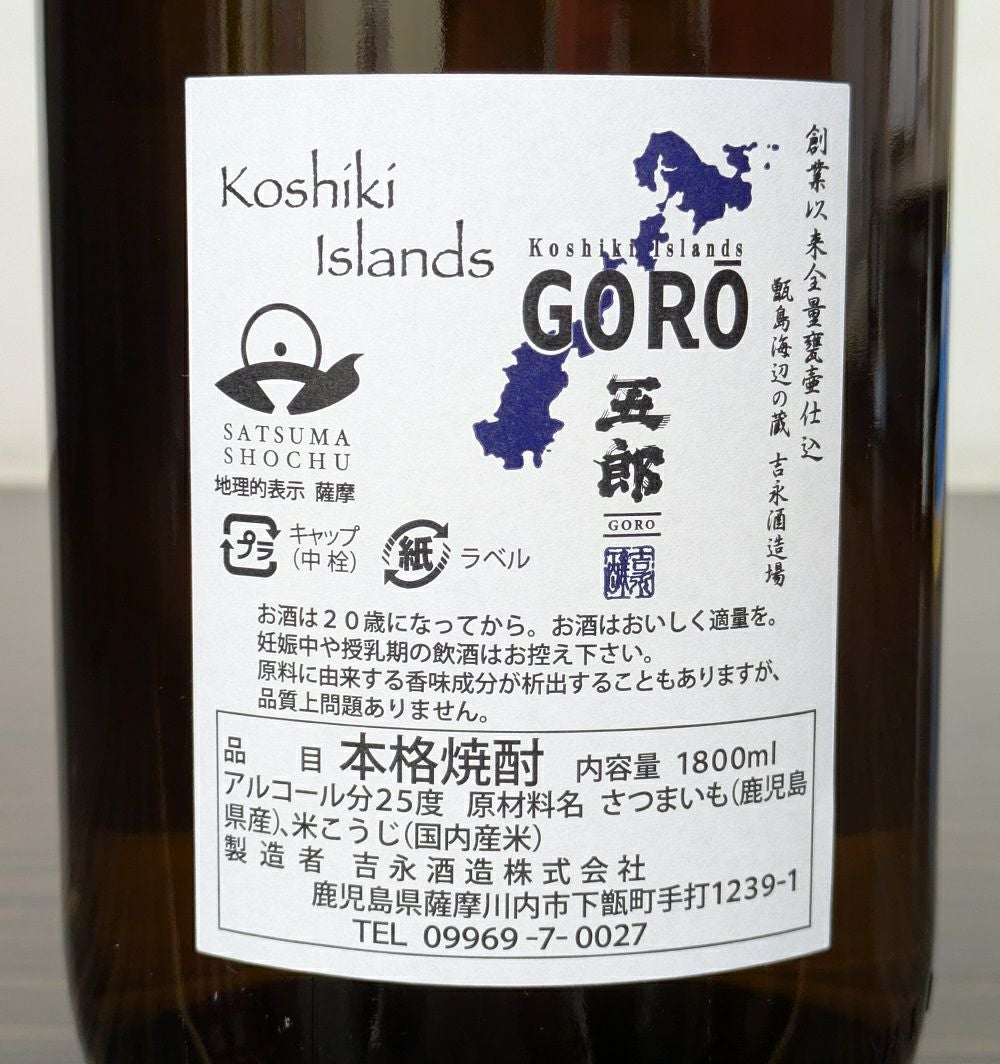 Koshiki
Islands
Koshiki Islands
GORŌ
五郎
GORO
創業以来全量甕壷仕込
甑島海辺の蔵 吉永酒造場
SATSUMA
SHOCHU
地理的表示 薩摩
プラ
キャップ
(中栓)
紙
ラベル
お酒は20歳になってから。お酒はおいしく適量を。
妊娠中や授乳期の飲酒はお控え下さい。
原料に由来する香味成分が析出することもありますが、
品質上問題ありません。
品 目 本格焼酎 内容量 1800ml
アルコール分25度 原材料名 さつまいも(鹿児島
県産)、米こうじ(国内産米)
製造者 吉永酒造株式会社
鹿児島県薩摩川内市下甑町手打1239-1
TEL 09969-7-0027